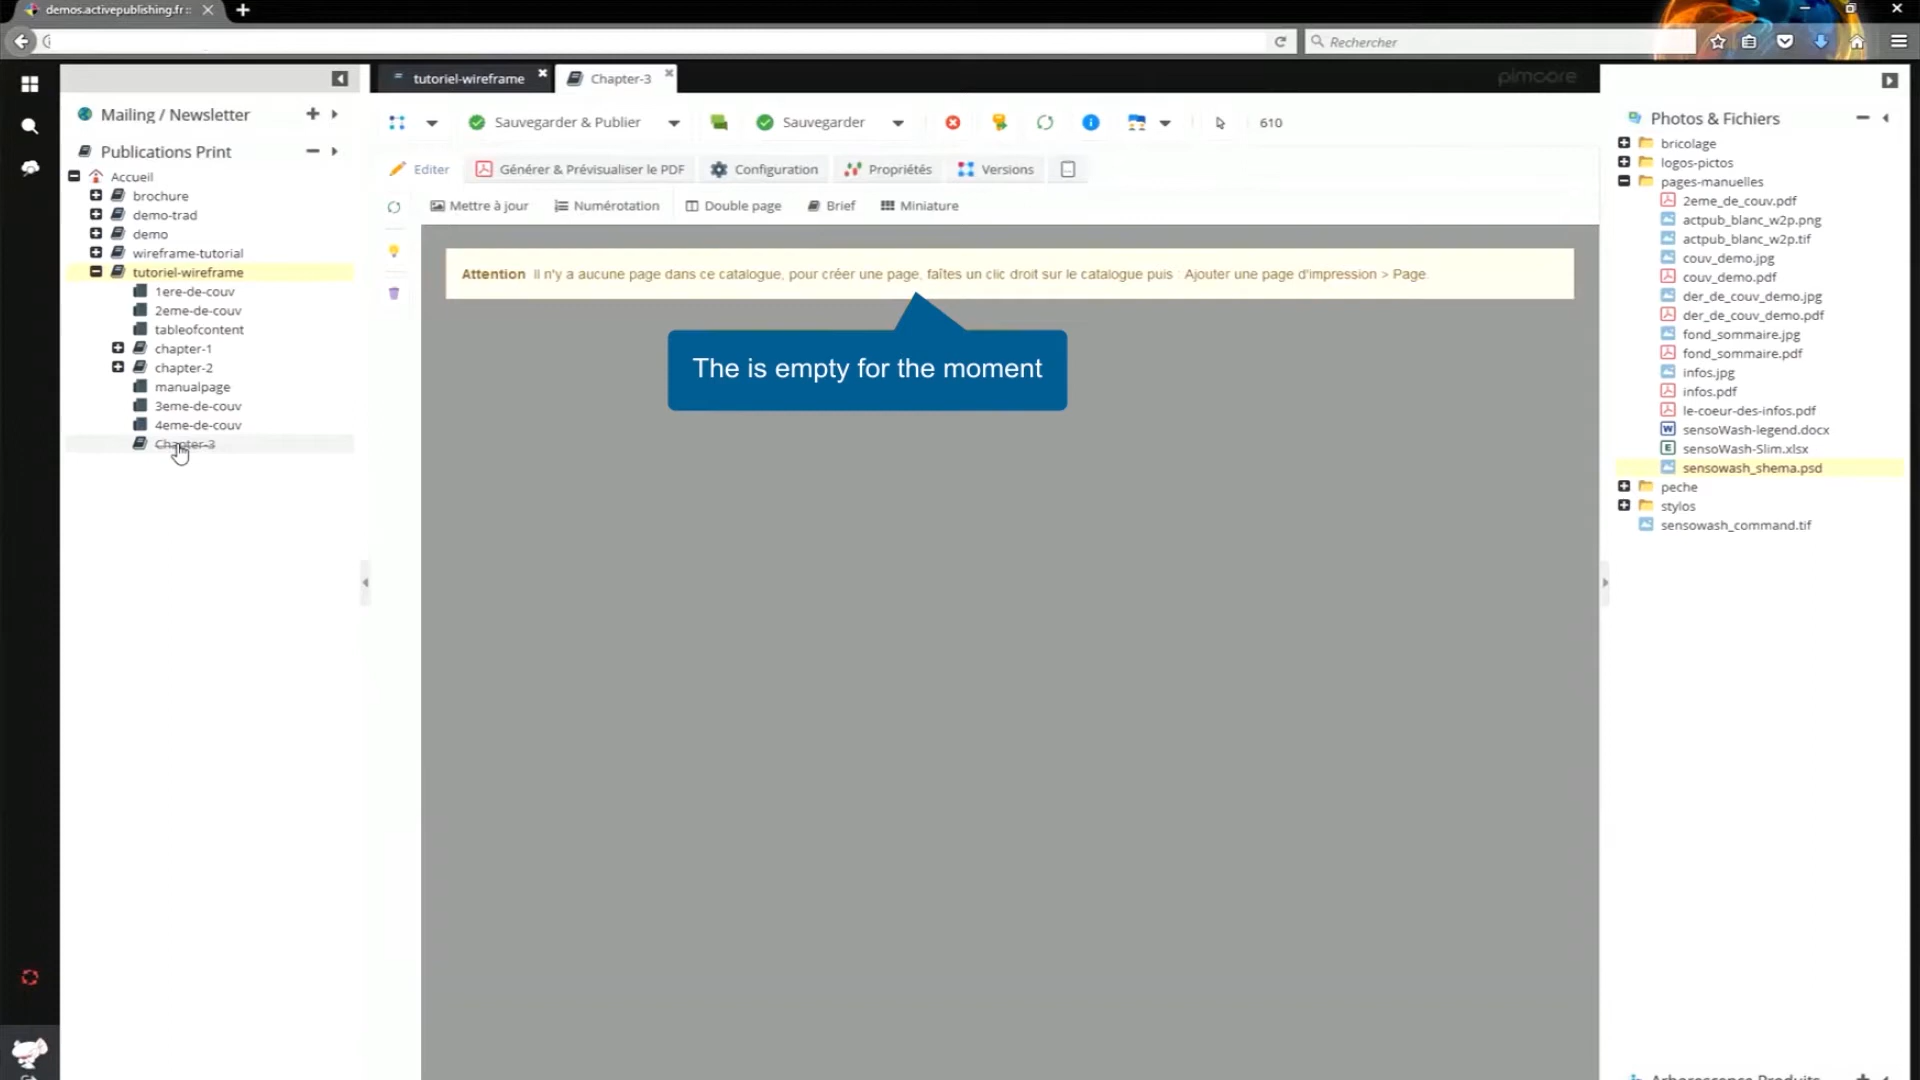 demos.activepublishing.fr ::
Rechercher
tutoriel-wireframe
Chapter-3
pimcore
Mailing / Newsletter
Publications Print
Accueil
brochure
demo-trad
demo
wireframe-tutorial
tutoriel-wireframe
1ere-de-couv
2eme-de-couv
tableofcontent
chapter-1
chapter-2
manualpage
3eme-de-couv
4eme-de-couv
Chapter-3
Sauvegarder & Publier
Sauvegarder
610
Editer
Générer & Prévisualiser le PDF
Configuration
Propriétés
Versions
Mettre à jour
Numérotation
Double page
Brief
Miniature
Attention Il n'y a aucune page dans ce catalogue, pour créer une page, faîtes un clic droit sur le catalogue puis : Ajouter une page d'impression > Page.
The is empty for the moment
Photos & Fichiers
bricolage
logos-pictos
pages-manuelles
2eme_de_couv.pdf
actpub_blanc_w2p.png
actpub_blanc_w2p.tif
couv_demo.jpg
couv_demo.pdf
der_de_couv_demo.jpg
der_de_couv_demo.pdf
fond_sommaire.jpg
fond_sommaire.pdf
infos.jpg
infos.pdf
le-coeur-des-infos.pdf
sensoWash-legend.docx
sensoWash-Slim.xlsx
sensowash_shema.psd
peche
stylos
sensowash_command.tif
Arborescence Produits